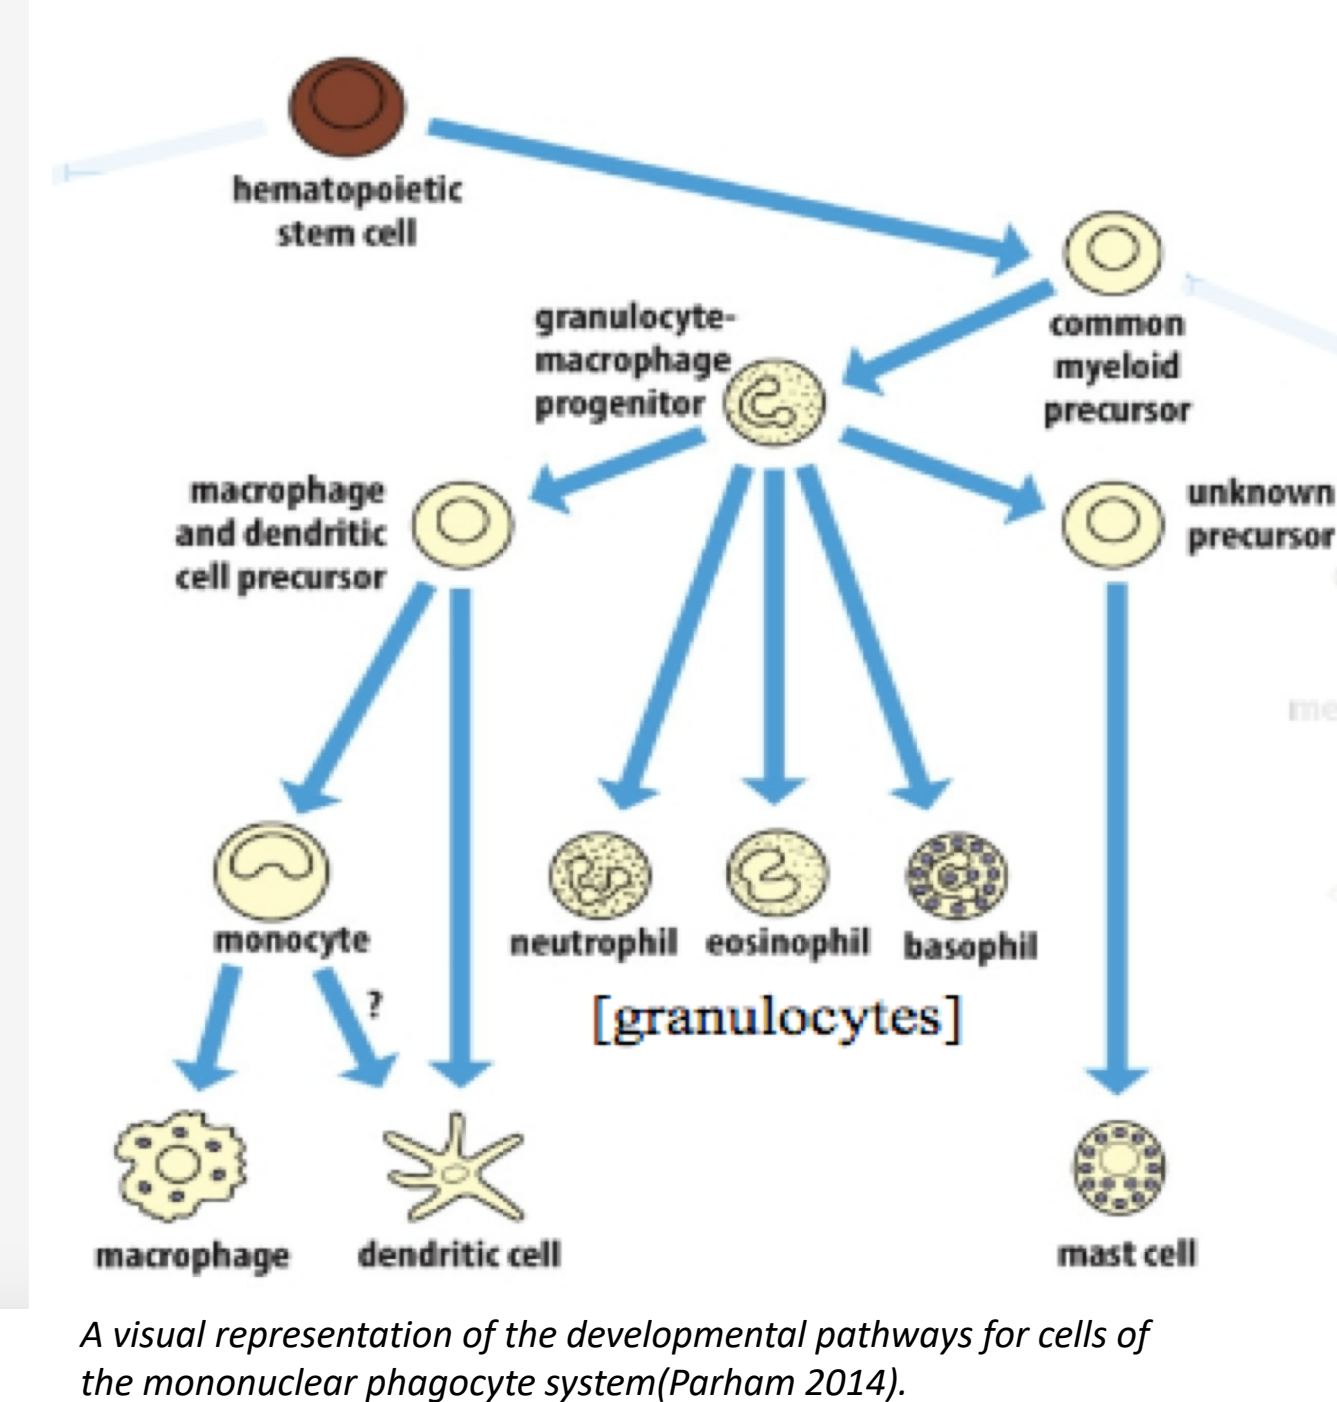 hematopoietic
stem cell
granulocyte-
macrophage
progenitor
common
myeloid
precursor
macrophage
and dendritic
cell precursor
unknown
precursor
monocyte
neutrophil
eosinophil
basophil
[granulocytes]
?
macrophage
dendritic cell
mast cell
A visual representation of the developmental pathways for cells of
the mononuclear phagocyte system(Parham 2014).